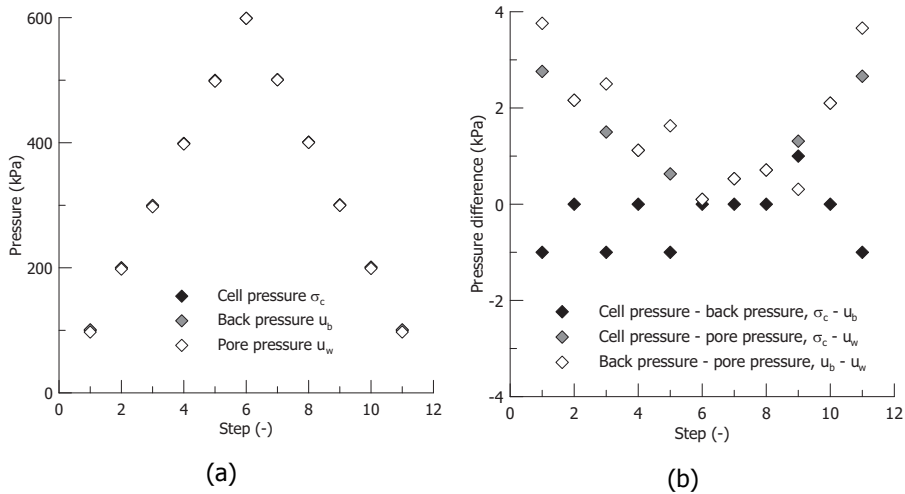 600
400
200
0
Pressure (kPa)
Cell pressure σc
Back pressure ub
Pore pressure uw
0 2 4 6 8 10 12
Step (-)
(a)
4
2
0
-2
-4
Pressure difference (kPa)
Cell pressure - back pressure, σc - ub
Cell pressure - pore pressure, σc - uw
Back pressure - pore pressure, ub - uw
0 2 4 6 8 10 12
Step (-)
(b)